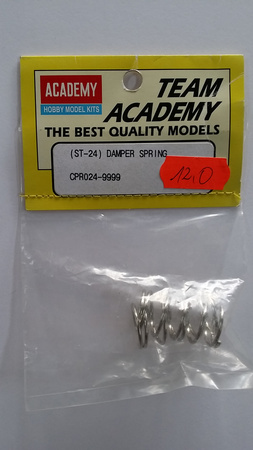 ACADEMY
HOBBY MODEL KITS
TEAM
ACADEMY
THE BEST QUALITY MODELS
(ST-24) DAMPER SPRING
CPR024-9999
12,0